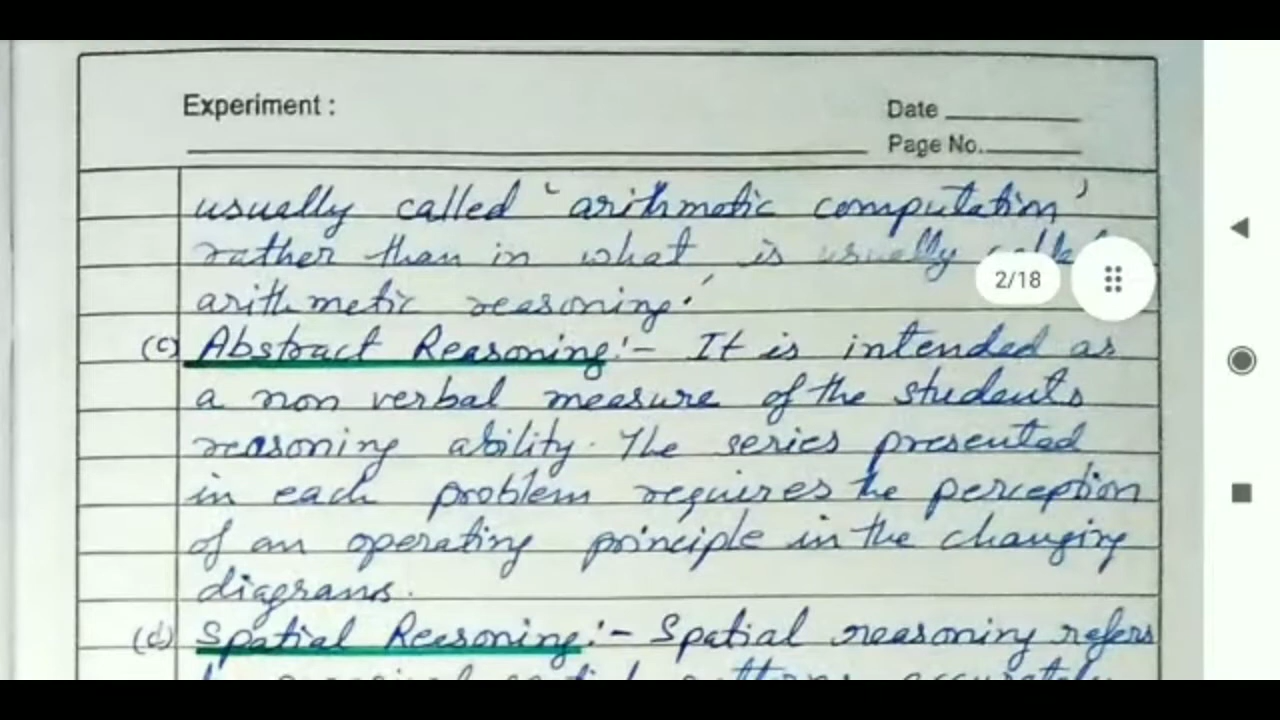 Experiment :
Date
Page No.
usually called ‘arithmetic computation’
rather than in what is usually
2/18
arithmetic reasoning.’
(c) Abstract Reasoning:- It is intended as
a non verbal measure of the students
reasoning ability. The series presented
in each problem requires the perception
of an operating principle in the changing
diagrams.
(d) Spatial Reasoning:- Spatial reasoning refers